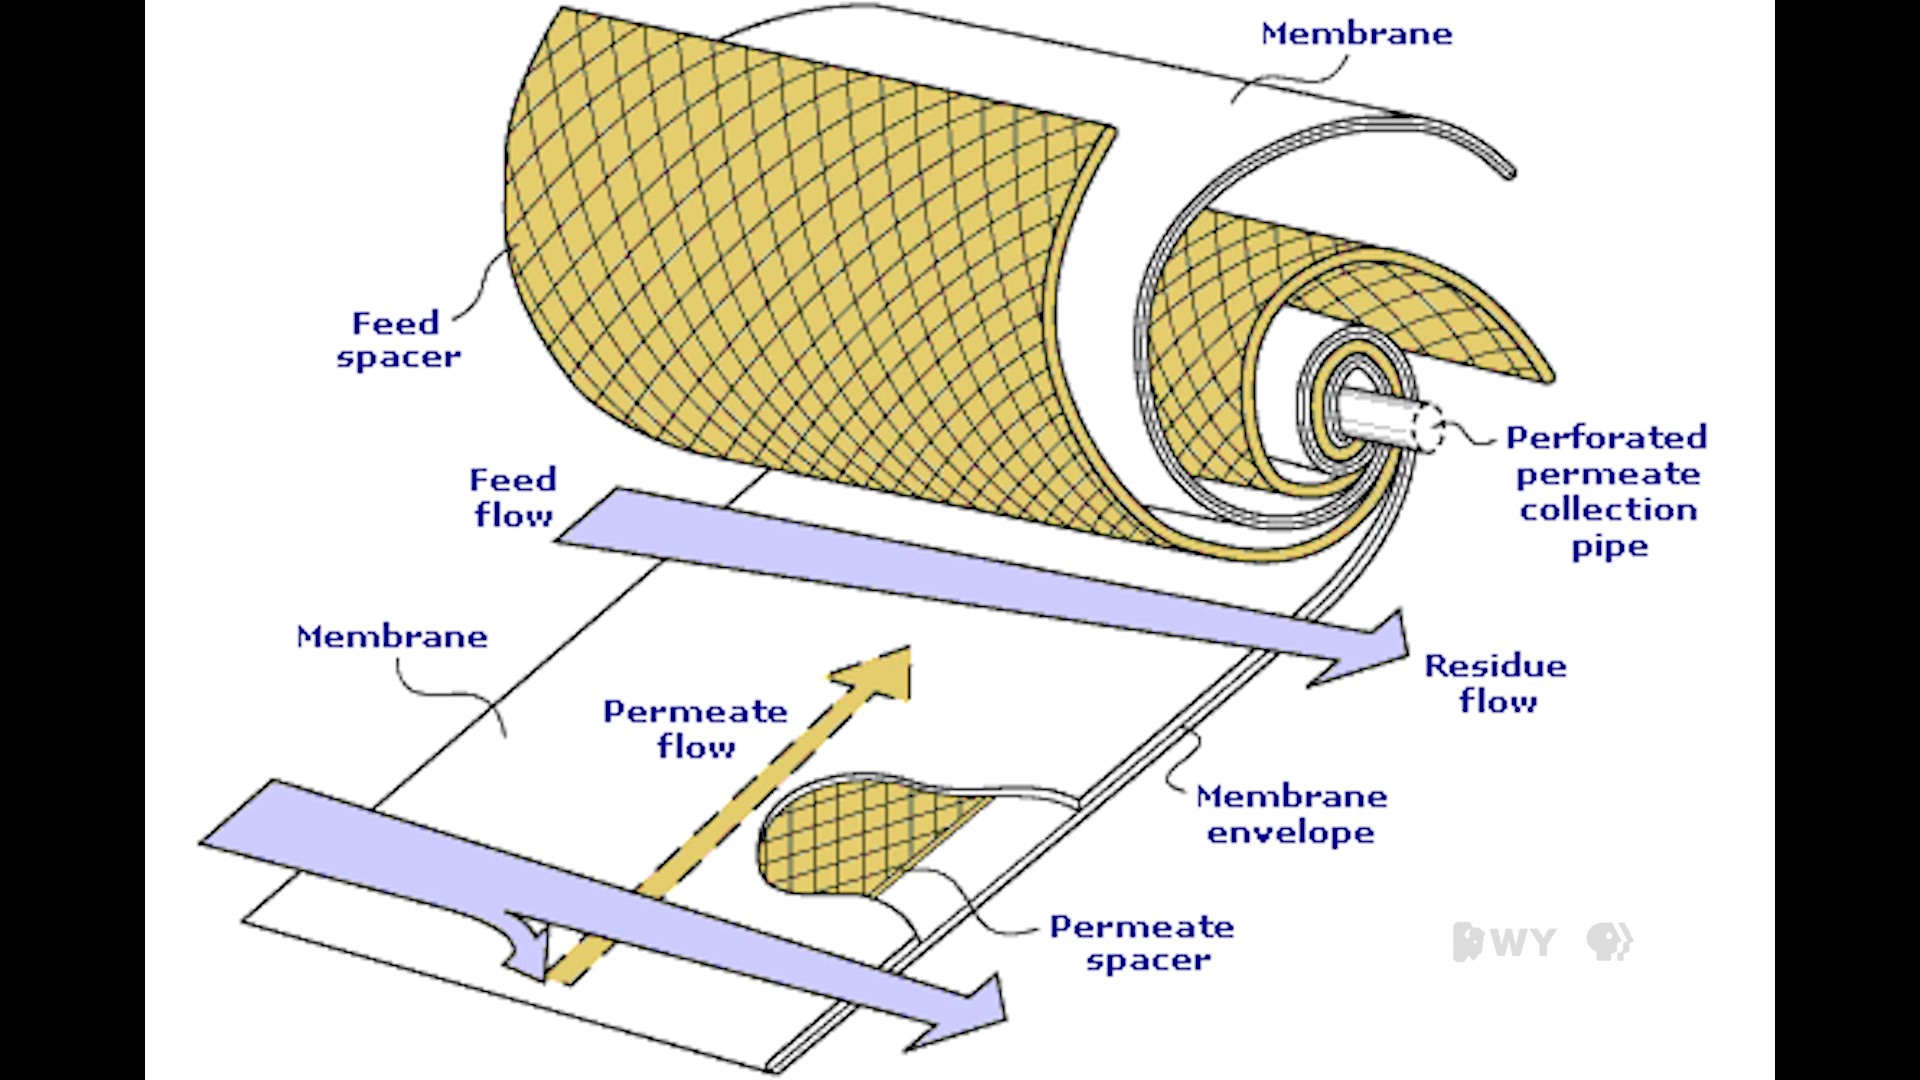 Membrane
Feed
spacer
Perforated
permeate
collection
pipe
Feed
flow
Membrane
Residue
flow
Permeate
flow
Membrane
envelope
Permeate
spacer
WY